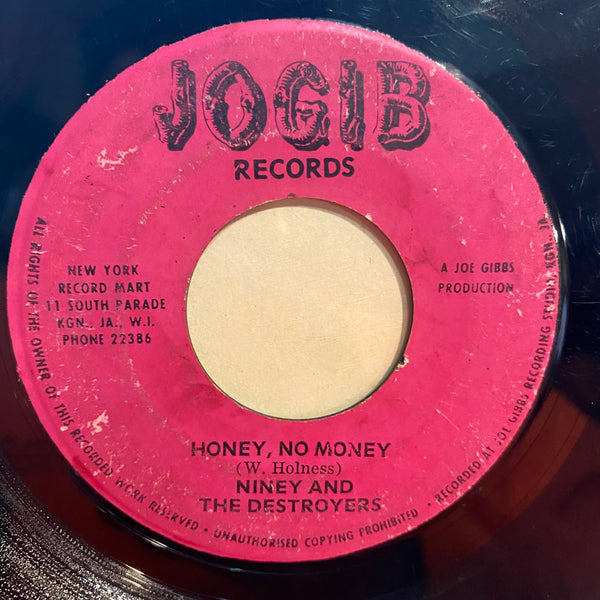 JOGIB
RECORDS
NEW YORK
RECORD MART
11 SOUTH PARADE
KGN., JA., W.I.
PHONE 22386
A JOE GIBBS
PRODUCTION
HONEY, NO MONEY
(W. Holness)
NINEY AND
THE DESTROYERS
ALL RIGHTS OF THE OWNER OF THIS RECORDED WORK RESERVED • UNAUTHORISED COPYING PROHIBITED • RECORDED AT JOE GIBBS RECORDING STUDIO, KGN., JA